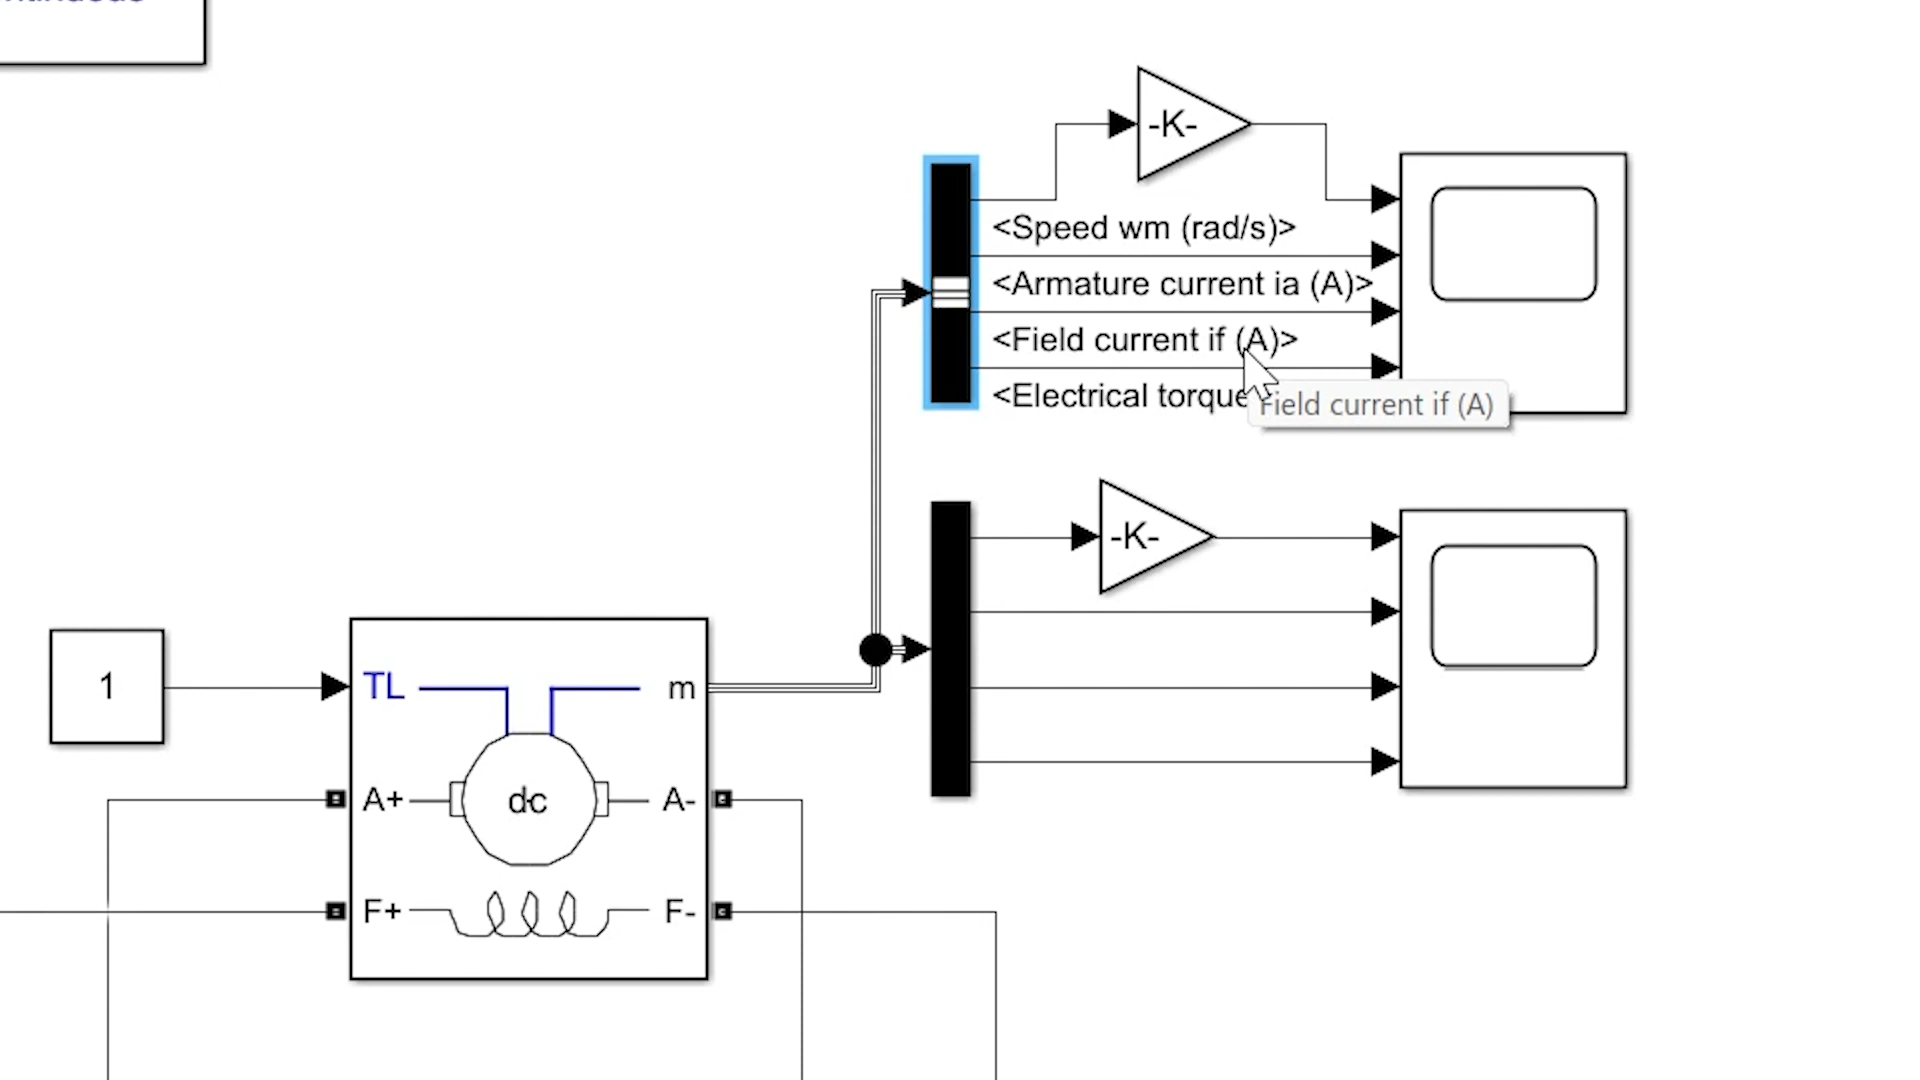 -K-
<Speed wm (rad/s)>
<Armature current ia (A)>
<Field current if (A)>
<Electrical torque
Field current if (A)
-K-
1
TL
m
A+
dc
A-
F+
F-